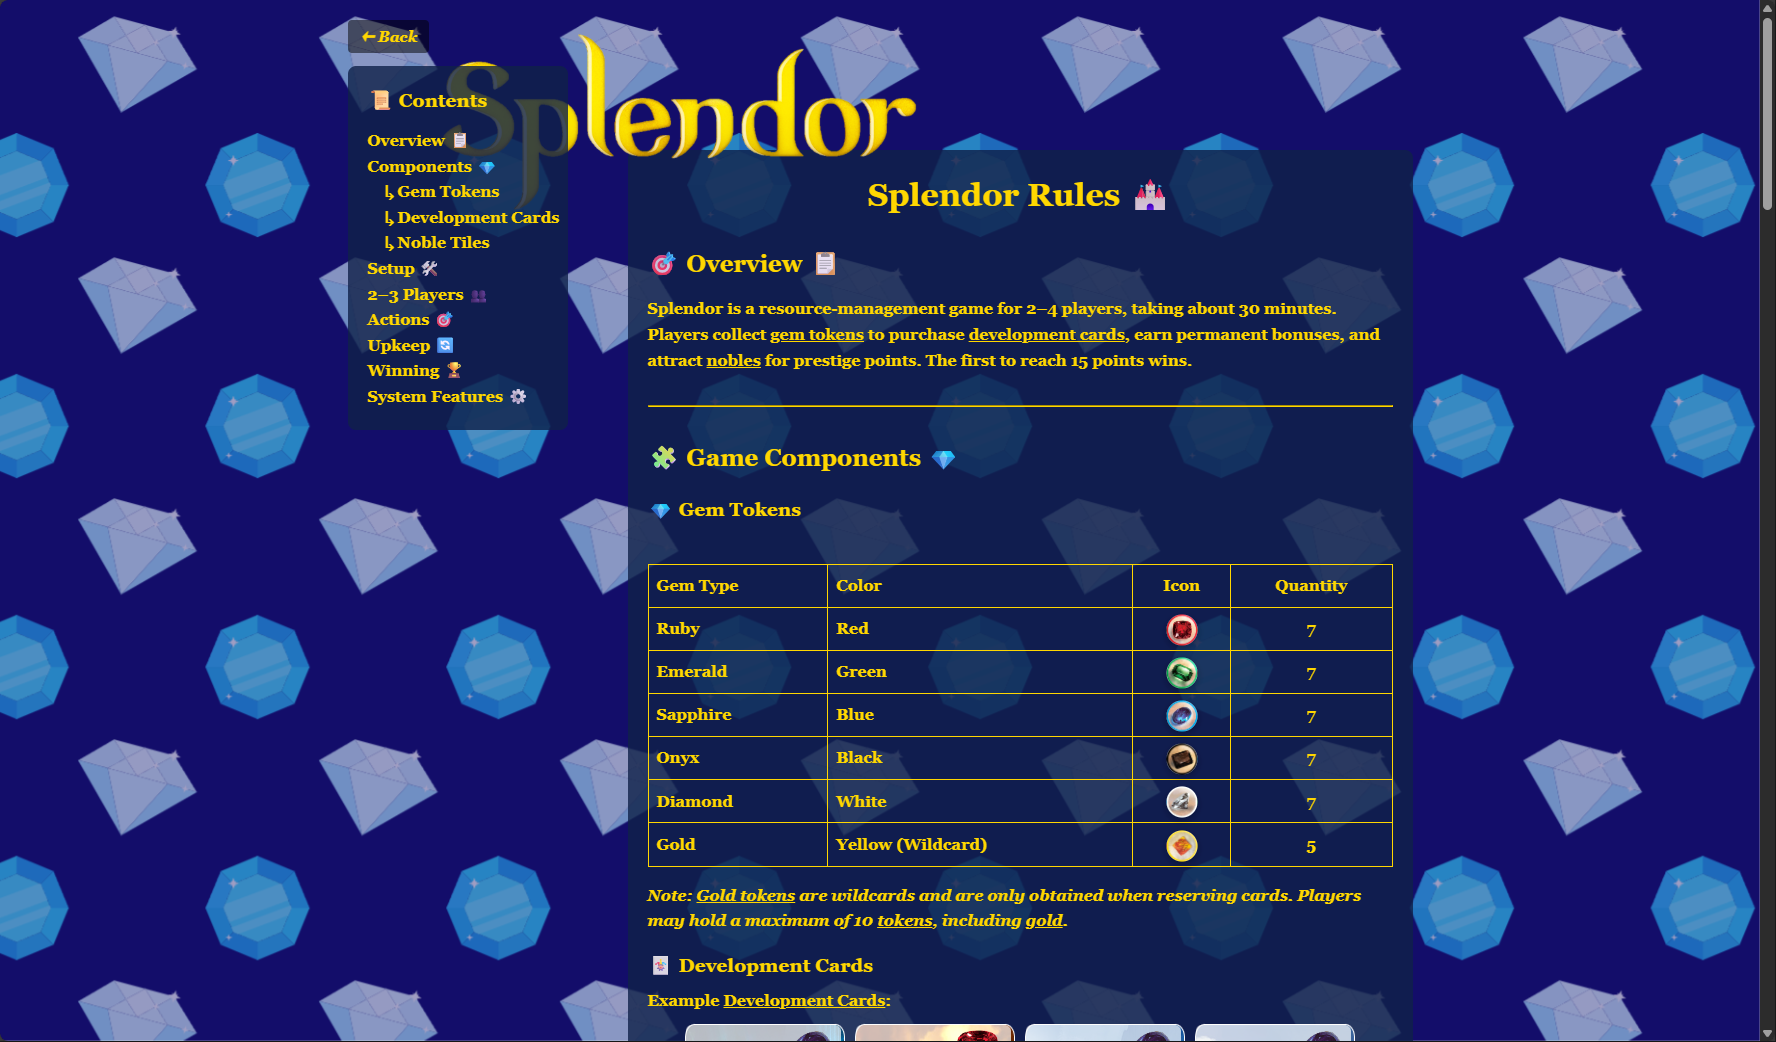 ← Back
Splendor
📜 Contents
Overview 📋
Components 💎
↳ Gem Tokens
↳ Development Cards
↳ Noble Tiles
Setup 🛠️
2–3 Players 👥
Actions 🎯
Upkeep 🔄
Winning 🏆
System Features ⚙️
Splendor Rules 🏰
🎯 Overview 📋
Splendor is a resource-management game for 2–4 players, taking about 30 minutes.
Players collect gem tokens to purchase development cards, earn permanent bonuses, and
attract nobles for prestige points. The first to reach 15 points wins.
🧩 Game Components 💎
💎 Gem Tokens
Gem Type Color Icon Quantity
Ruby Red 7
Emerald Green 7
Sapphire Blue 7
Onyx Black 7
Diamond White 7
Gold Yellow (Wildcard) 5
Note: Gold tokens are wildcards and are only obtained when reserving cards. Players
may hold a maximum of 10 tokens, including gold.
🃏 Development Cards
Example Development Cards: